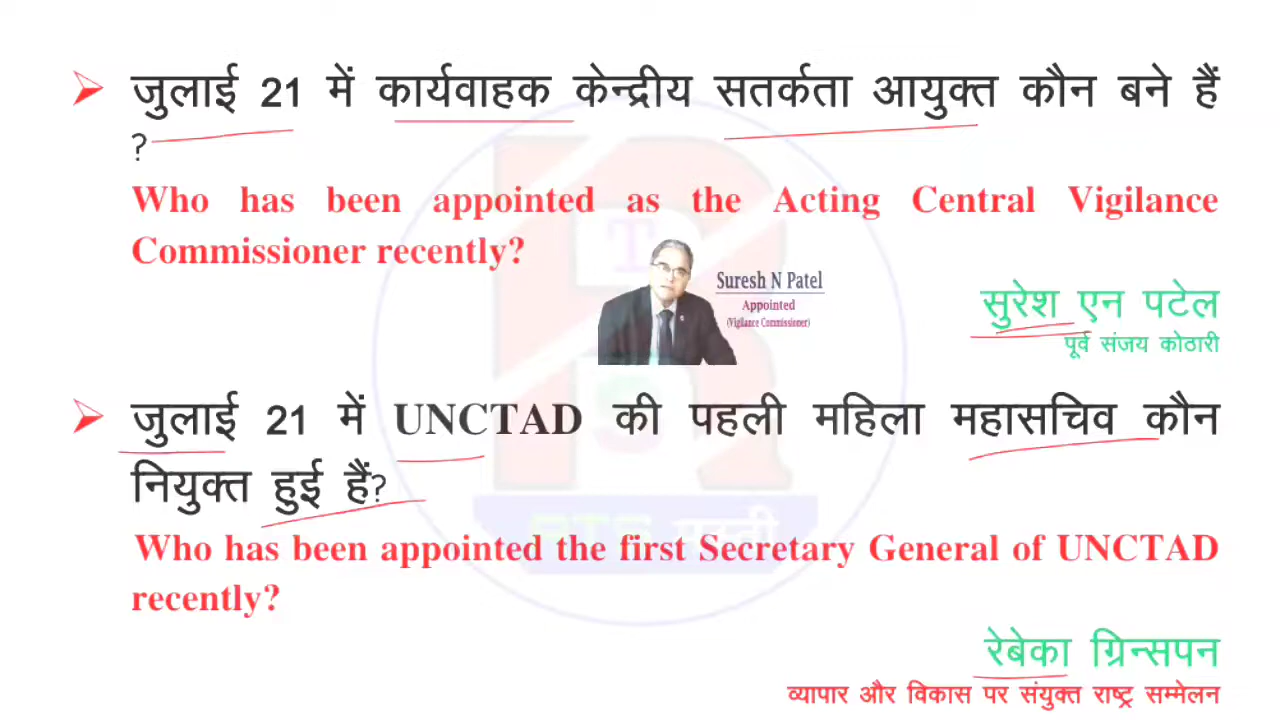 ➢ जुलाई 21 में कार्यवाहक केन्द्रीय सतर्कता आयुक्त कौन बने हैं
?
Who has been appointed as the Acting Central Vigilance
Commissioner recently?
Suresh N Patel
Appointed
(Vigilance Commissioner)
सुरेश एन पटेल
पूर्व संजय कोठारी
➢ जुलाई 21 में UNCTAD की पहली महिला महासचिव कौन
नियुक्त हुई हैं?
Who has been appointed the first Secretary General of UNCTAD
recently?
रेबेका ग्रिन्सपन
व्यापार और विकास पर संयुक्त राष्ट्र सम्मेलन